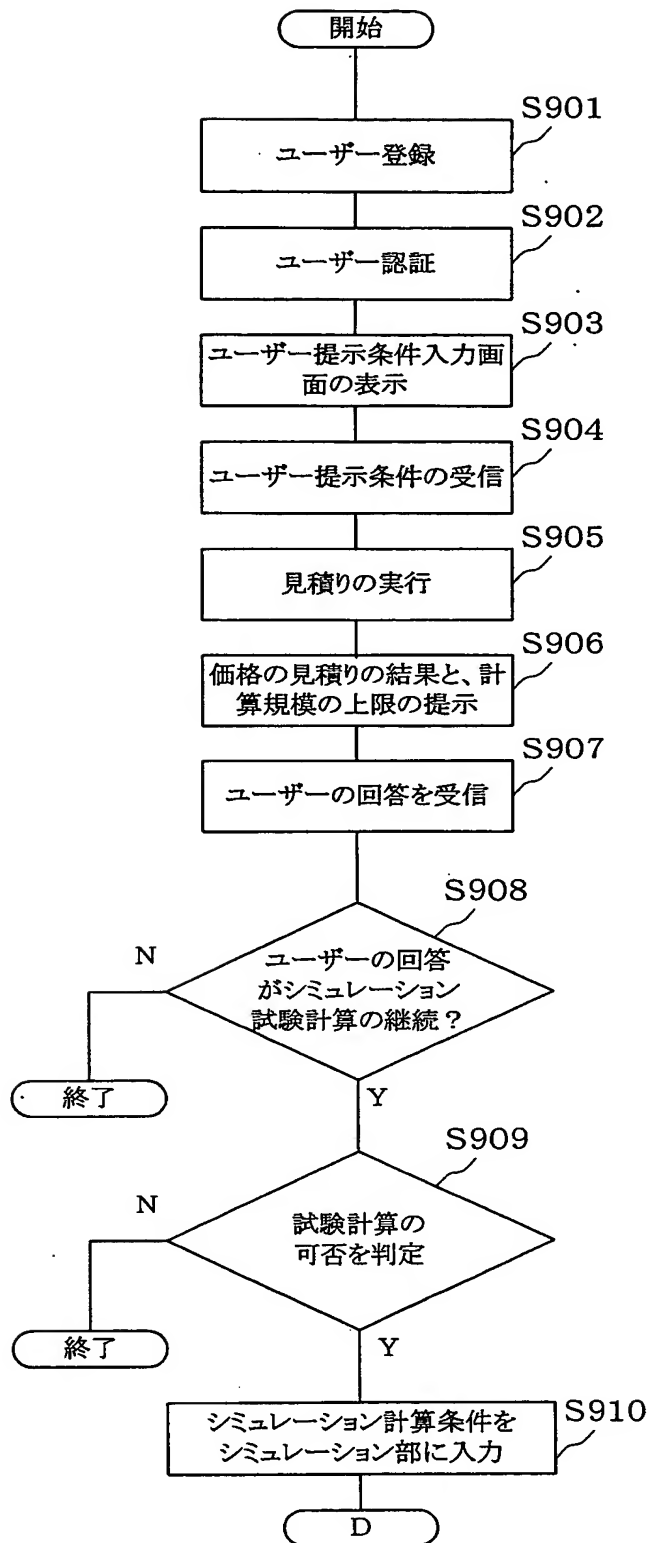 開始
S901
ユーザー登録
S902
ユーザー認証
S903
ユーザー提示条件入力画
面の表示
S904
ユーザー提示条件の受信
S905
見積りの実行
S906
価格の見積りの結果と、計
算規模の上限の提示
S907
ユーザーの回答を受信
S908
N
ユーザーの回答
がシミュレーション
試験計算の継続？
終了
Y
S909
N
試験計算の
可否を判定
終了
Y
S910
シミュレーション計算条件を
シミュレーション部に入力
D